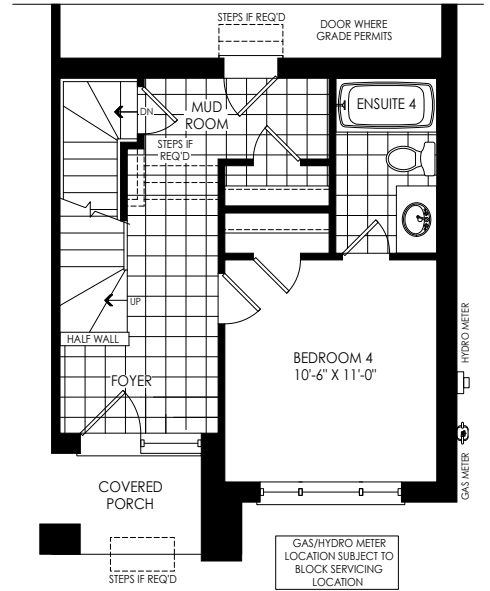 STEPS IF REQ'D
DOOR WHERE
GRADE PERMITS
DN
MUD
ROOM
ENSUITE 4
STEPS IF
REQ'D
UP
HALF WALL
FOYER
BEDROOM 4
10'-6" X 11'-0"
HYDRO METER
GAS METER
COVERED
PORCH
STEPS IF REQ'D
GAS/HYDRO METER
LOCATION SUBJECT TO
BLOCK SERVICING
LOCATION